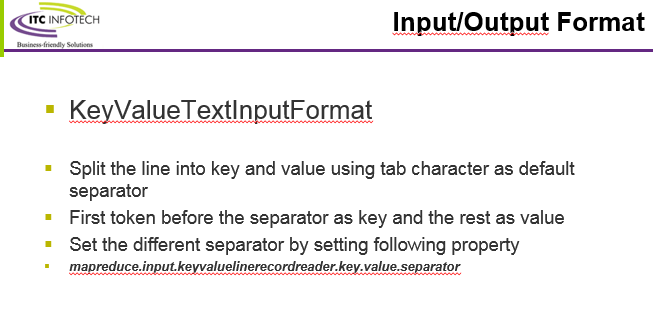 ITC INFOTECH
Business-friendly Solutions
Input/Output Format
KeyValueTextInputFormat
Split the line into key and value using tab character as default
separator
First token before the separator as key and the rest as value
Set the different separator by setting following property
mapreduce.input.keyvaluelinerecordreader.key.value.separator